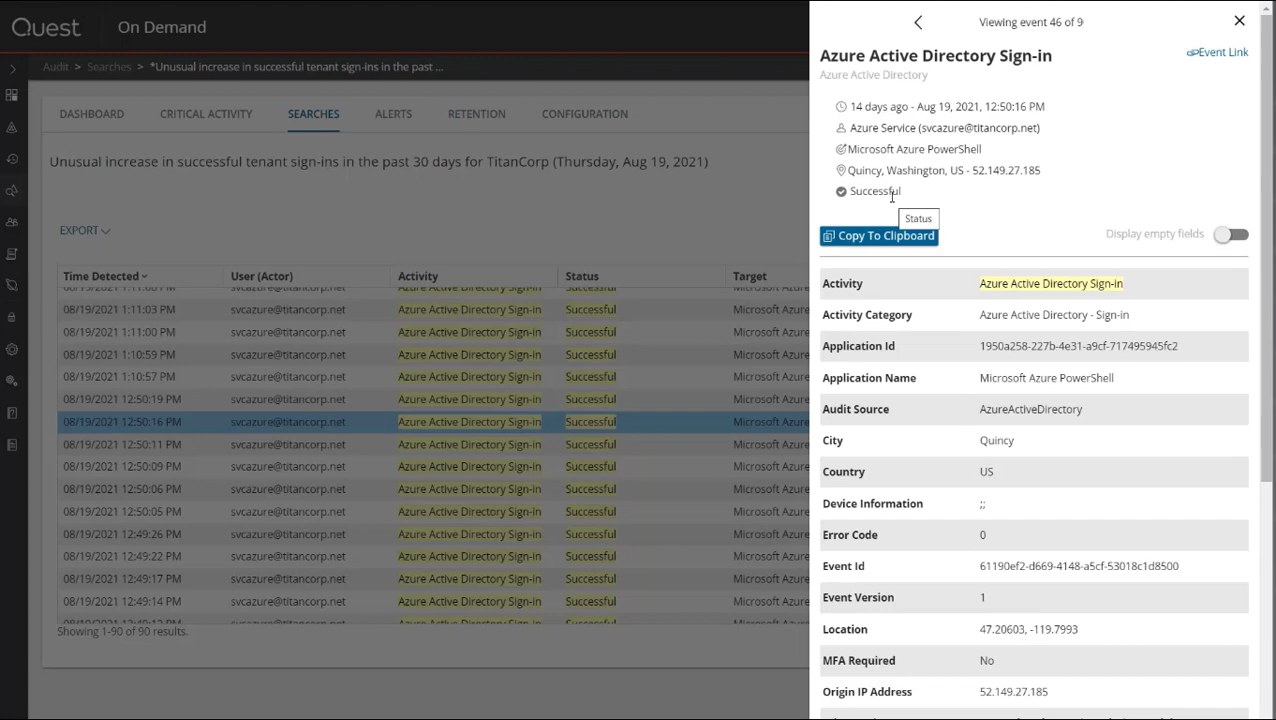 Quest On Demand
Audit Searches *Unusual increase in successful tenant sign-ins in the past ...
DASHBOARD CRITICAL ACTIVITY SEARCHES ALERTS RETENTION CONFIGURATION
Unusual increase in successful tenant sign-ins in the past 30 days for TitanCorp (Thursday, Aug 19, 2021)
EXPORT
Time Detected User (Actor) Activity Status Target
08/19/2021 1:11:03 PM svcazure@titancorp.net Azure Active Directory Sign-in Successful Microsoft Az
08/19/2021 1:11:00 PM svcazure@titancorp.net Azure Active Directory Sign-in Successful Microsoft Az
08/19/2021 1:10:59 PM svcazure@titancorp.net Azure Active Directory Sign-in Successful Microsoft Az
08/19/2021 1:10:57 PM svcazure@titancorp.net Azure Active Directory Sign-in Successful Microsoft Az
08/19/2021 12:50:19 PM svcazure@titancorp.net Azure Active Directory Sign-in Successful Microsoft Az
08/19/2021 12:50:16 PM svcazure@titancorp.net Azure Active Directory Sign-in Successful Microsoft Az
08/19/2021 12:50:11 PM svcazure@titancorp.net Azure Active Directory Sign-in Successful Microsoft Az
08/19/2021 12:50:09 PM svcazure@titancorp.net Azure Active Directory Sign-in Successful Microsoft Az
08/19/2021 12:50:06 PM svcazure@titancorp.net Azure Active Directory Sign-in Successful Microsoft Az
08/19/2021 12:50:05 PM svcazure@titancorp.net Azure Active Directory Sign-in Successful Microsoft Az
08/19/2021 12:49:26 PM svcazure@titancorp.net Azure Active Directory Sign-in Successful Microsoft Az
08/19/2021 12:49:22 PM svcazure@titancorp.net Azure Active Directory Sign-in Successful Microsoft Az
08/19/2021 12:49:17 PM svcazure@titancorp.net Azure Active Directory Sign-in Successful Microsoft Az
08/19/2021 12:49:14 PM svcazure@titancorp.net Azure Active Directory Sign-in Successful Microsoft Az
Showing 1-90 of 90 results.
Viewing event 46 of 9
Azure Active Directory Sign-in
Event Link
Azure Active Directory
14 days ago - Aug 19, 2021, 12:50:16 PM
Azure Service (svcazure@titancorp.net)
Microsoft Azure PowerShell
Quincy, Washington, US - 52.149.27.185
Successful
Status
Copy To Clipboard
Display empty fields
Activity Azure Active Directory Sign-in
Activity Category Azure Active Directory - Sign-in
Application Id 1950a258-227b-4e31-a9cf-717495945fc2
Application Name Microsoft Azure PowerShell
Audit Source AzureActiveDirectory
City Quincy
Country US
Device Information ;;
Error Code 0
Event Id 61190ef2-d669-4148-a5cf-53018c1d8500
Event Version 1
Location 47.20603, -119.7993
MFA Required No
Origin IP Address 52.149.27.185